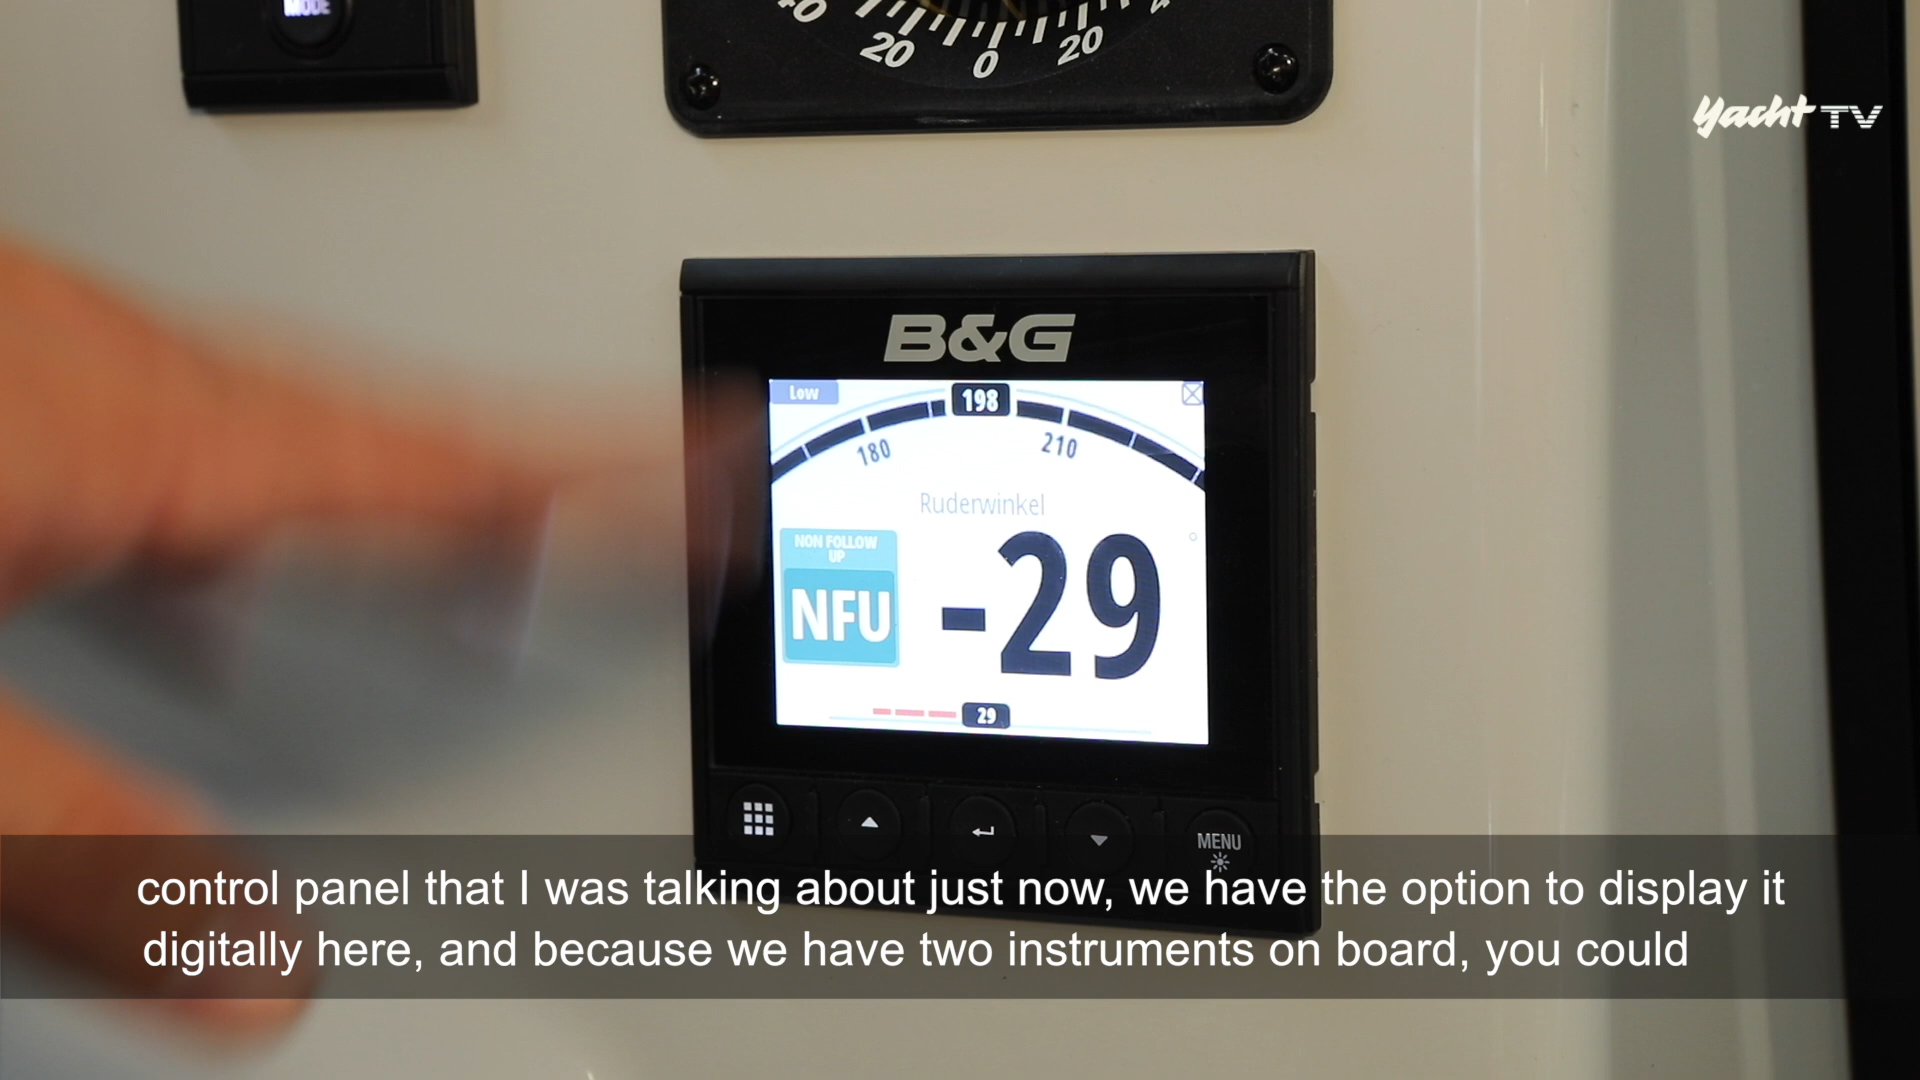 MODE
20
0
20
Yacht TV
B&G
Low
198
180
210
Ruderwinkel
NON FOLLOW
UP
NFU
-29
29
MENU
control panel that I was talking about just now, we have the option to display it
digitally here, and because we have two instruments on board, you could